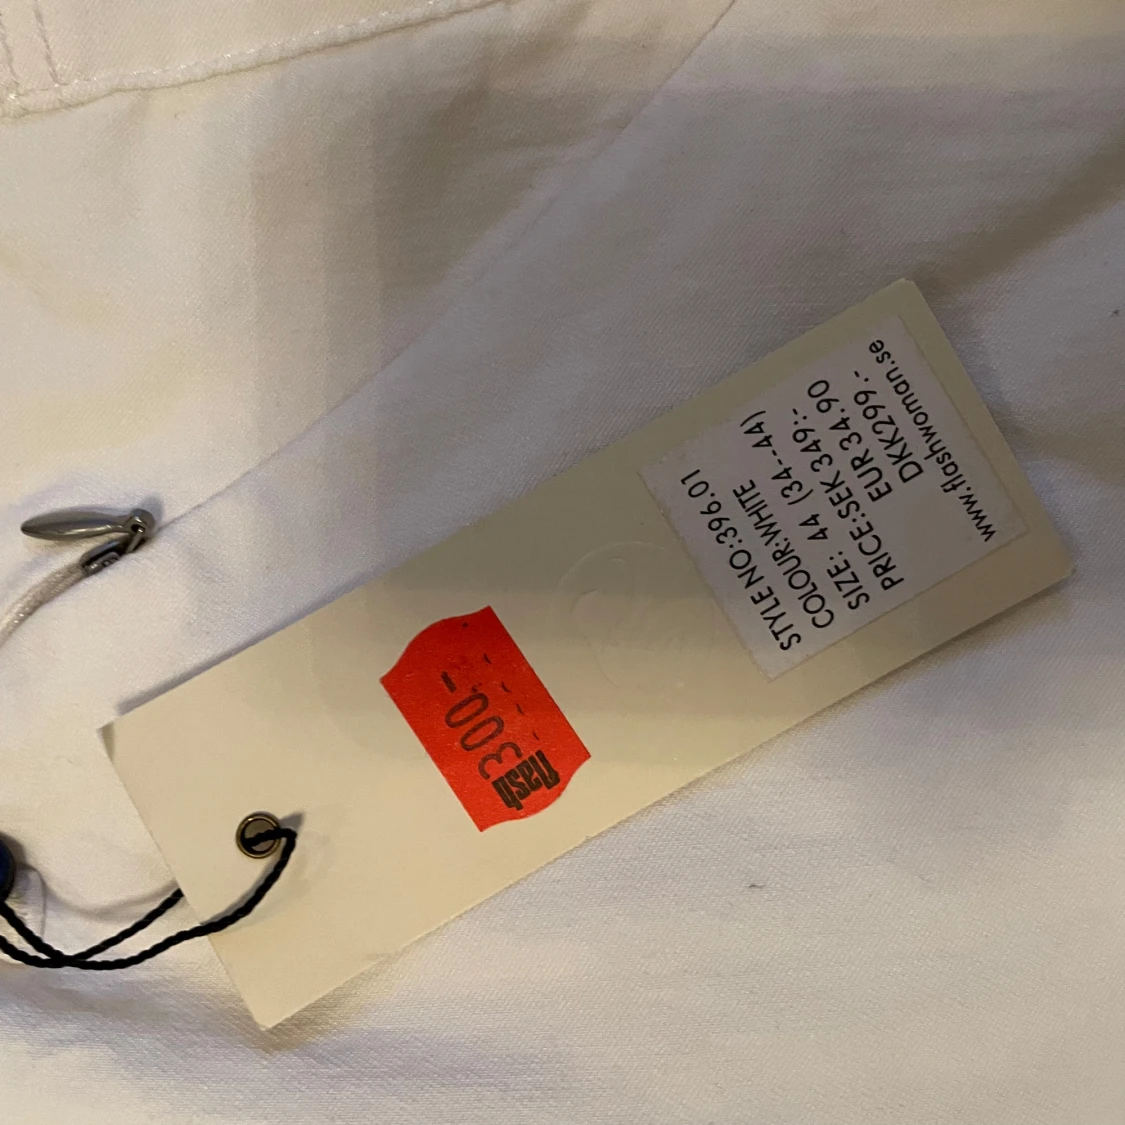 STYLE NO:396.01
COLOUR:WHITE
SIZE: 44 (34--44)
PRICE:SEK 349:-
EUR 34.90
DKK299.-
www.flashwoman.se
flash
300-